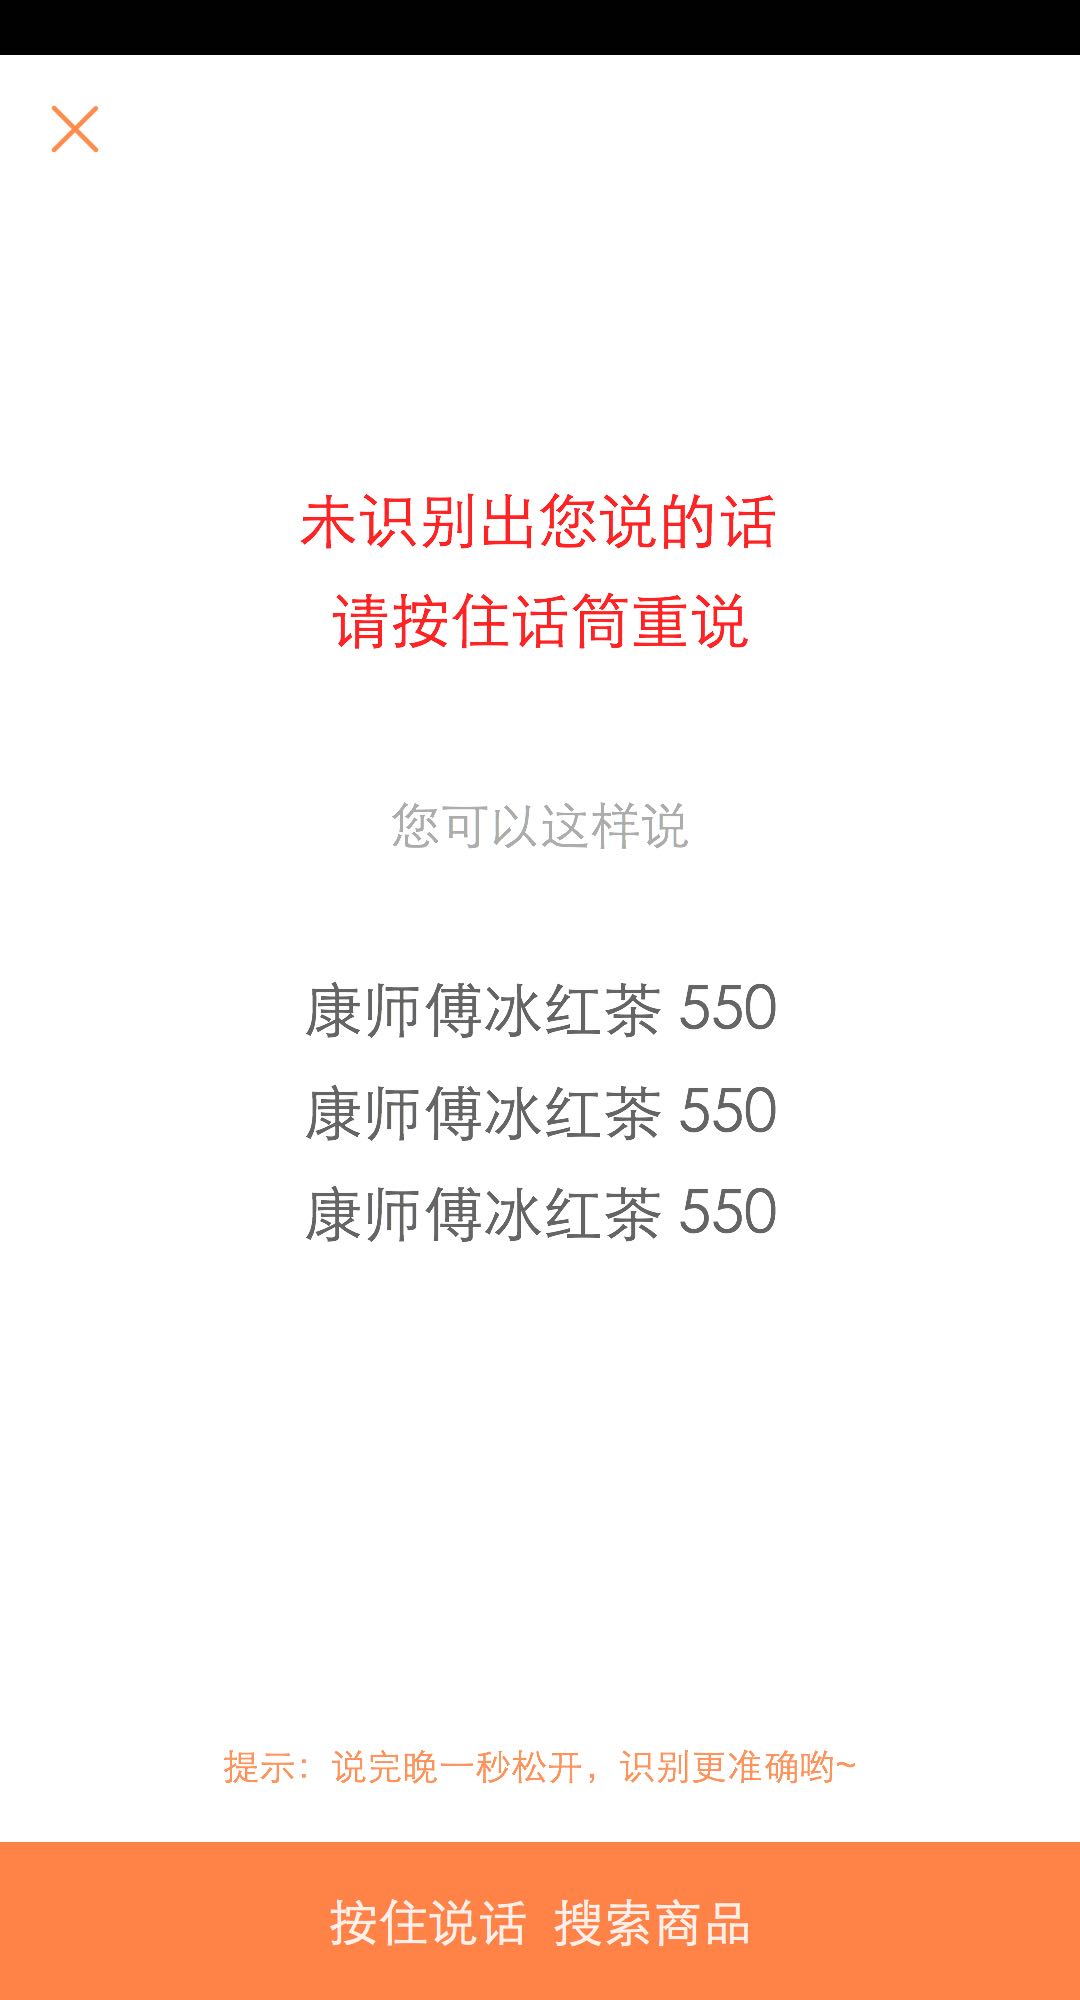 未识别出您说的话
请按住话筒重说
您可以这样说
康师傅冰红茶 550
康师傅冰红茶 550
康师傅冰红茶 550
提示：说完晚一秒松开，识别更准确哟~
按住说话 搜索商品